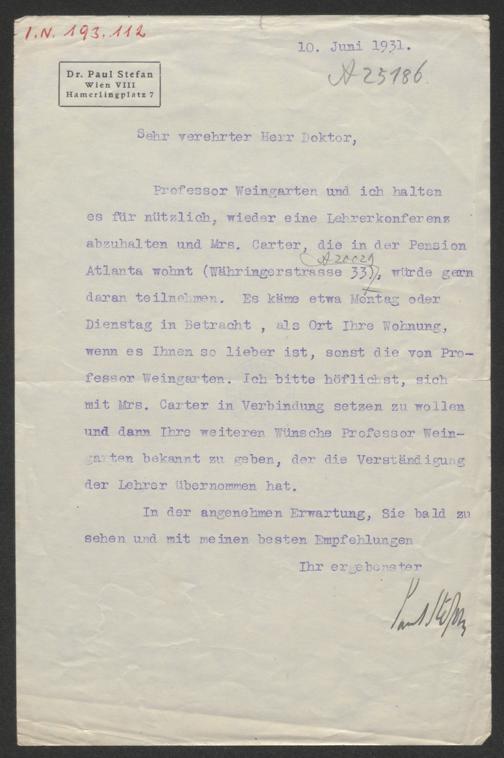 I.N. 193.112
10. Juni 1931.
A 25186
Dr. Paul Stefan
Wien VIII
Hamerlingplatz 7
Sehr verehrter Herr Doktor,
Professor Weingarten und ich halten
es für nützlich, wieder eine Lehrerkonferenz
abzuhalten und Mrs. Carter, die in der Pension
A 20029
Atlanta wohnt (Währingerstrasse 33), würde gern
daran teilnehmen. Es käme etwa Montag oder
Dienstag in Betracht , als Ort Ihre Wohnung,
wenn es Ihnen so lieber ist, sonst die von Pro-
fessor Weingarten. Ich bitte höflichst, sich
mit Mrs. Carter in Verbindung setzen zu wollen
und dann Ihre weiteren Wünsche Professor Wein-
garten bekannt zu geben, der die Verständigung
der Lehrer übernommen hat.
In der angenehmen Erwartung, Sie bald zu
sehen und mit meinen besten Empfehlungen
Ihr ergebenster
Paul Stefan